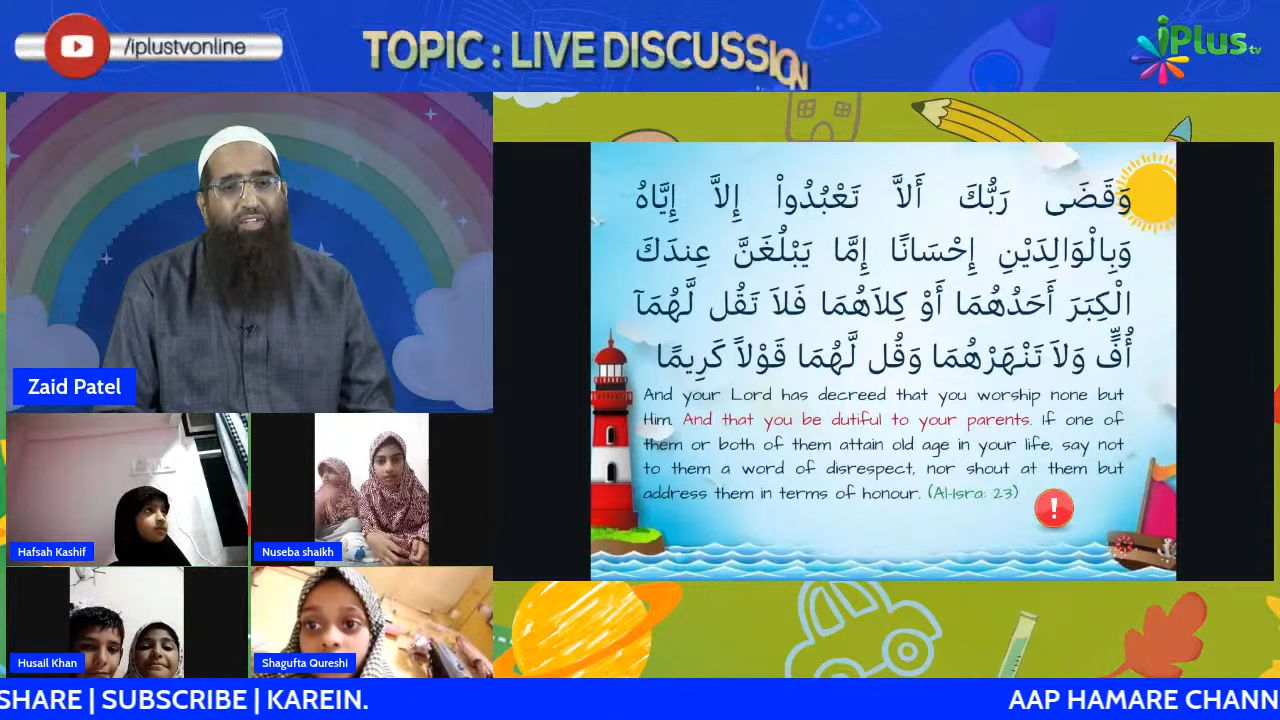 /iplustvonline
TOPIC : LIVE DISCUSSION
iPlus tv
Zaid Patel
وَقَضَى رَبُّكَ أَلاَّ تَعْبُدُواْ إِلاَّ إِيَّاهُ
وَبِالْوَالِدَيْنِ إِحْسَانًا إِمَّا يَبْلُغَنَّ عِندَكَ
الْكِبَرَ أَحَدُهُمَا أَوْ كِلاَهُمَا فَلاَ تَقُل لَّهُمَآ
أُفٍّ وَلاَ تَنْهَرْهُمَا وَقُل لَّهُمَا قَوْلاً كَرِيمًا
And your Lord has decreed that you worship none but
Him. And that you be dutiful to your parents. If one of
them or both of them attain old age in your life, say not
to them a word of disrespect, nor shout at them but
address them in terms of honour. (Al-Isra: 23)
!
Hafsah Kashif
Nuseba shaikh
Husail Khan
Shagufta Qureshi
SHARE | SUBSCRIBE | KAREIN.
AAP HAMARE CHANN